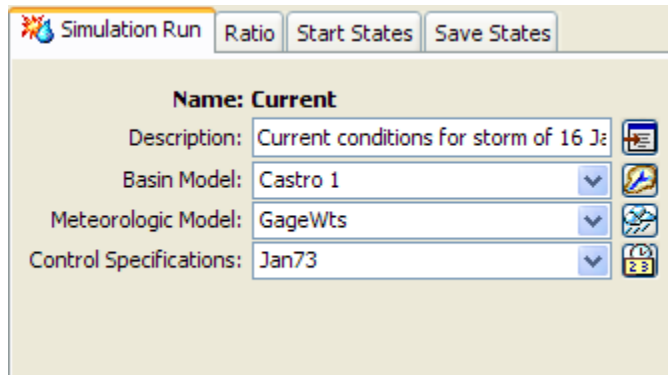 Simulation Run Ratio Start States Save States
Name: Current
Description: Current conditions for storm of 16 Ja
Basin Model: Castro 1
Meteorologic Model: GageWts
Control Specifications: Jan73